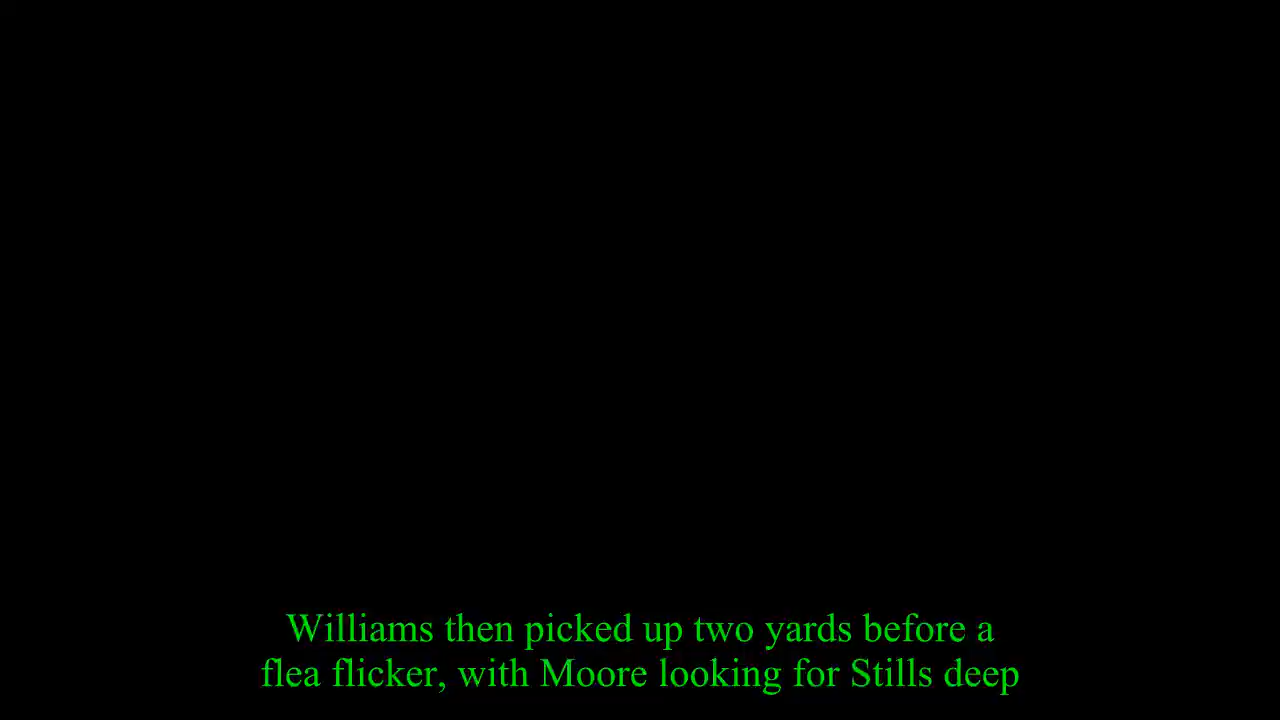 Williams then picked up two yards before a
flea flicker, with Moore looking for Stills deep